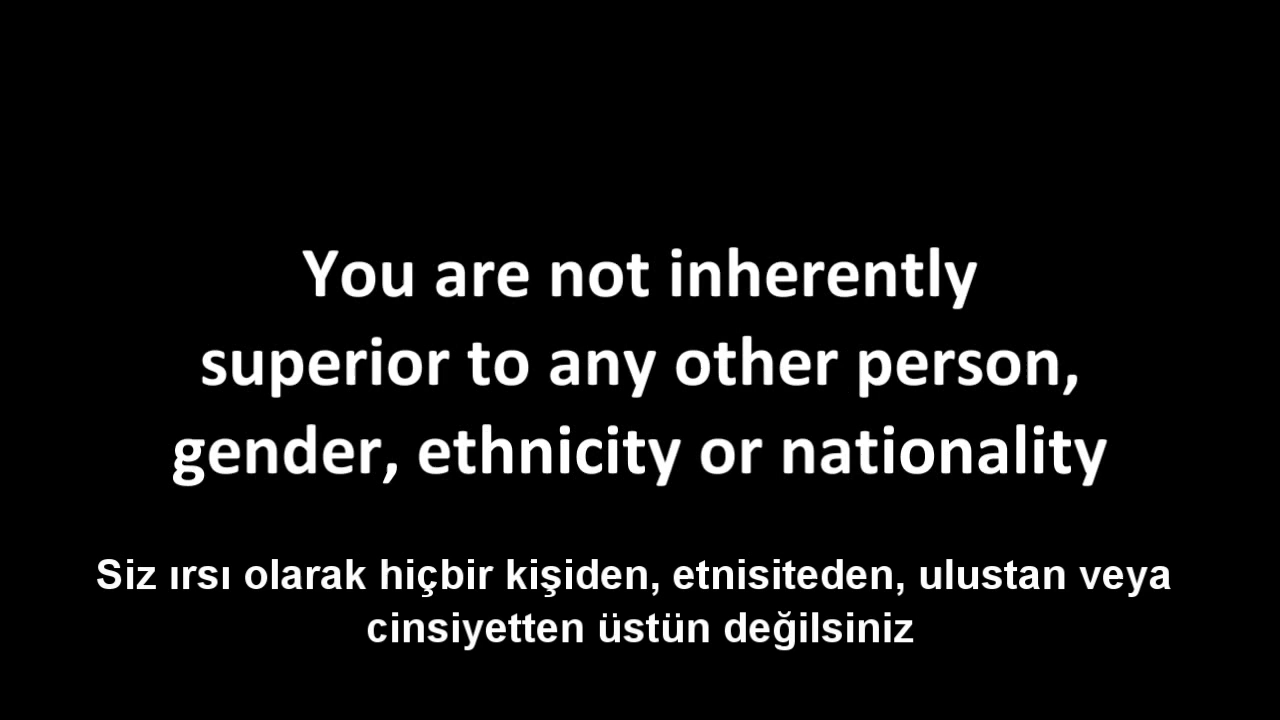 You are not inherently
superior to any other person,
gender, ethnicity or nationality
Siz ırsı olarak hiçbir kişiden, etnisiteden, ulustan veya
cinsiyetten üstün değilsiniz